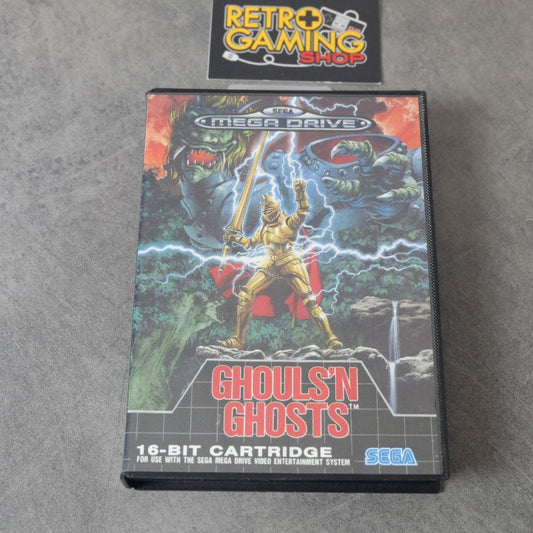 RETRO
GAMING
SHOP
SEGA
MEGA DRIVE
GHOULS'N
GHOSTS™
16-BIT CARTRIDGE
FOR USE WITH THE SEGA MEGA DRIVE VIDEO ENTERTAINMENT SYSTEM
SEGA